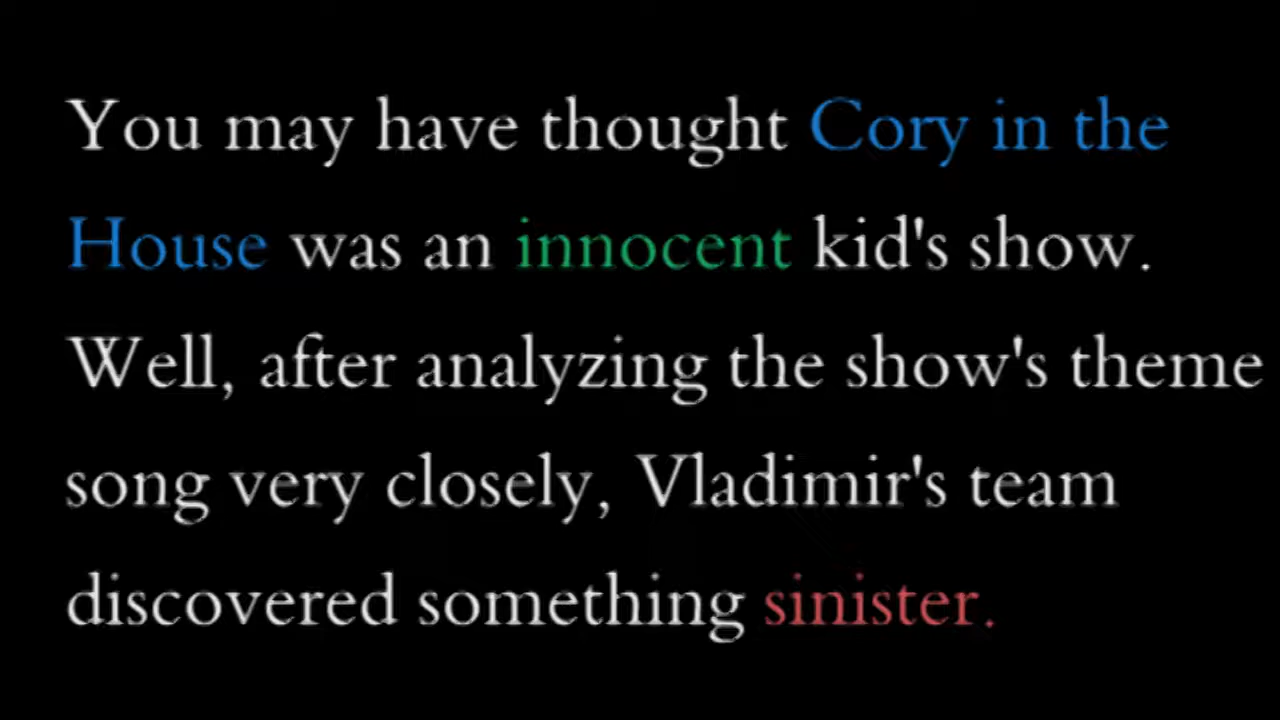 You may have thought Cory in the
House was an innocent kid's show.
Well, after analyzing the show's theme
song very closely, Vladimir's team
discovered something sinister.